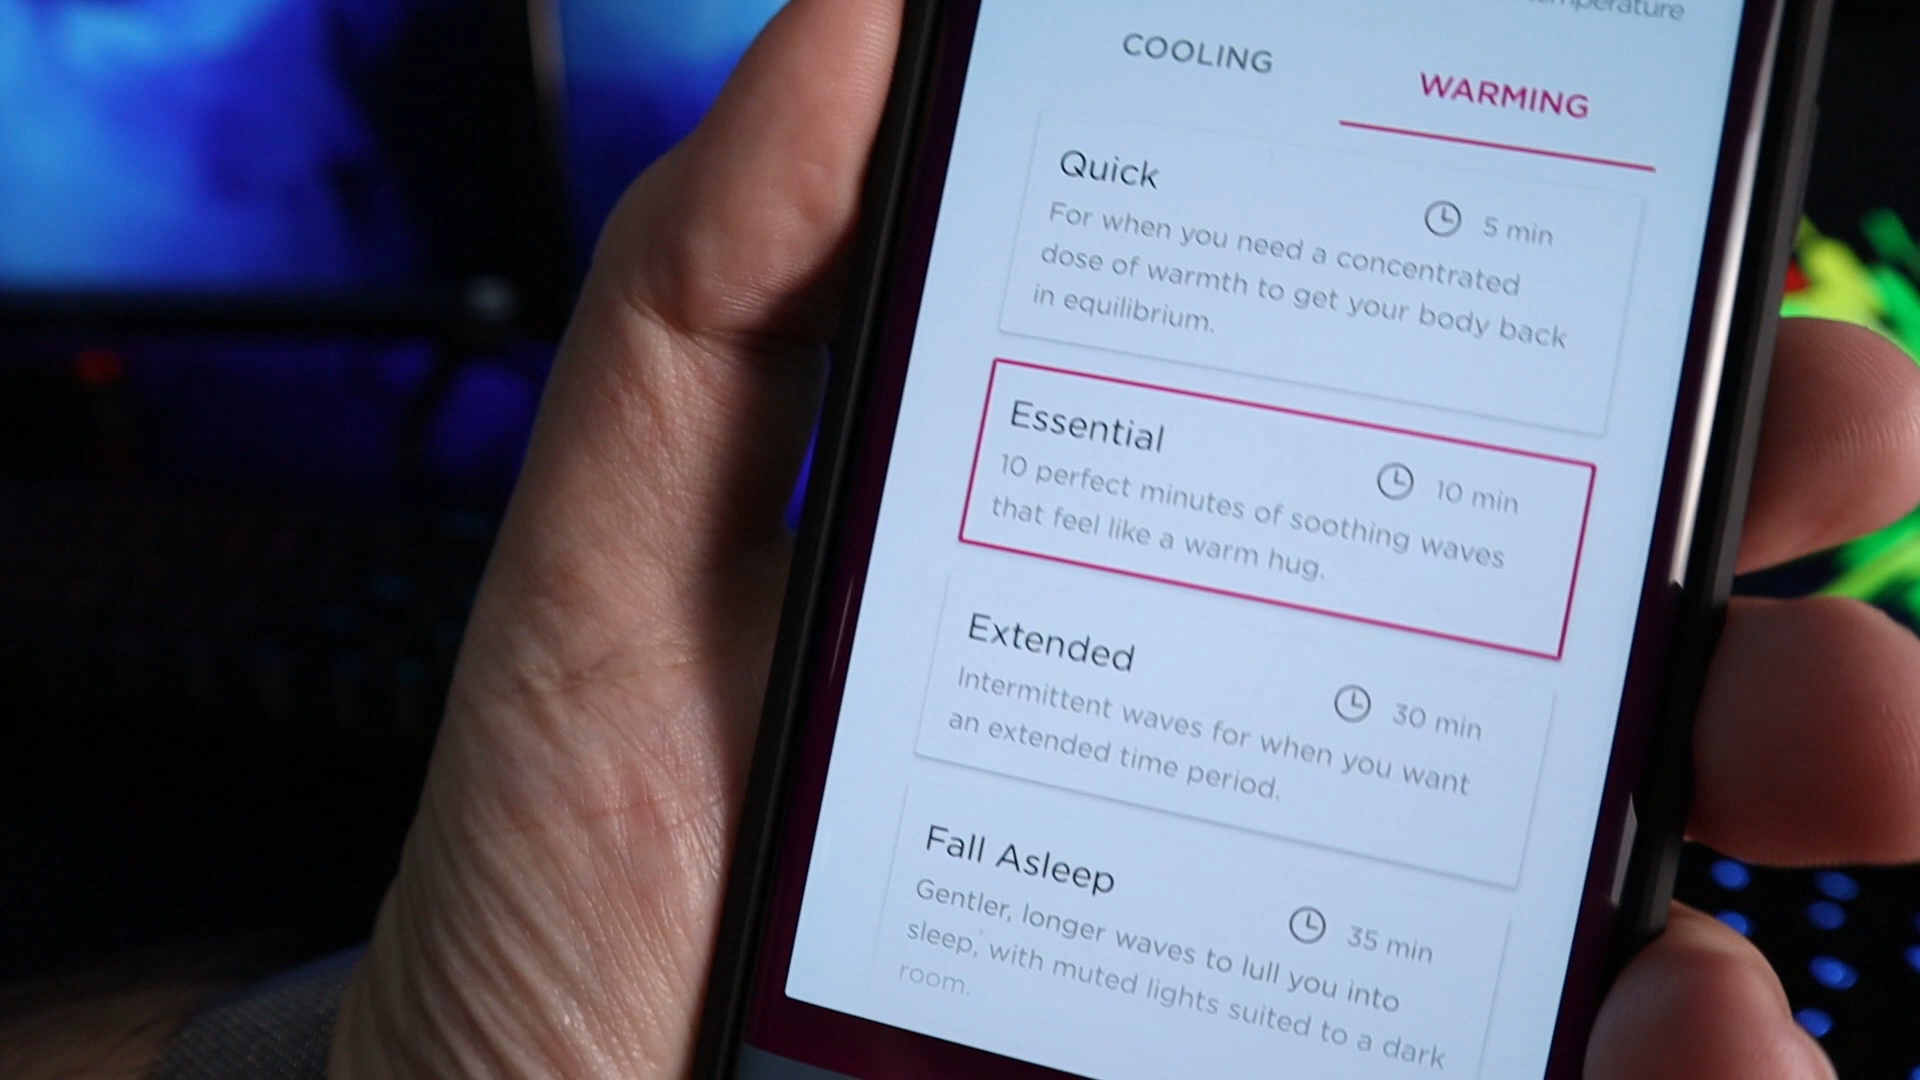 temperature
COOLING
WARMING
Quick
5 min
For when you need a concentrated
dose of warmth to get your body back
in equilibrium.
Essential
10 min
10 perfect minutes of soothing waves
that feel like a warm hug.
Extended
30 min
Intermittent waves for when you want
an extended time period.
Fall Asleep
35 min
Gentler, longer waves to lull you into
sleep, with muted lights suited to a dark
room.